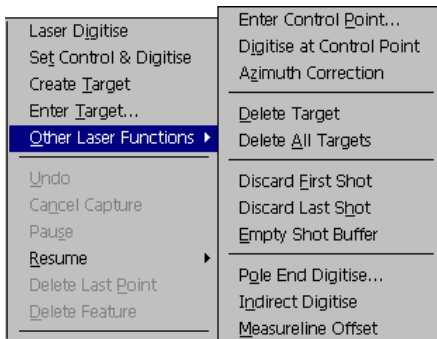 Laser Digitise
Set Control & Digitise
Create Target
Enter Target...
Other Laser Functions
Undo
Cancel Capture
Pause
Resume
Delete Last Point
Delete Feature
Enter Control Point...
Digitise at Control Point
Azimuth Correction
Delete Target
Delete All Targets
Discard First Shot
Discard Last Shot
Empty Shot Buffer
Pole End Digitise...
Indirect Digitise
Measureline Offset